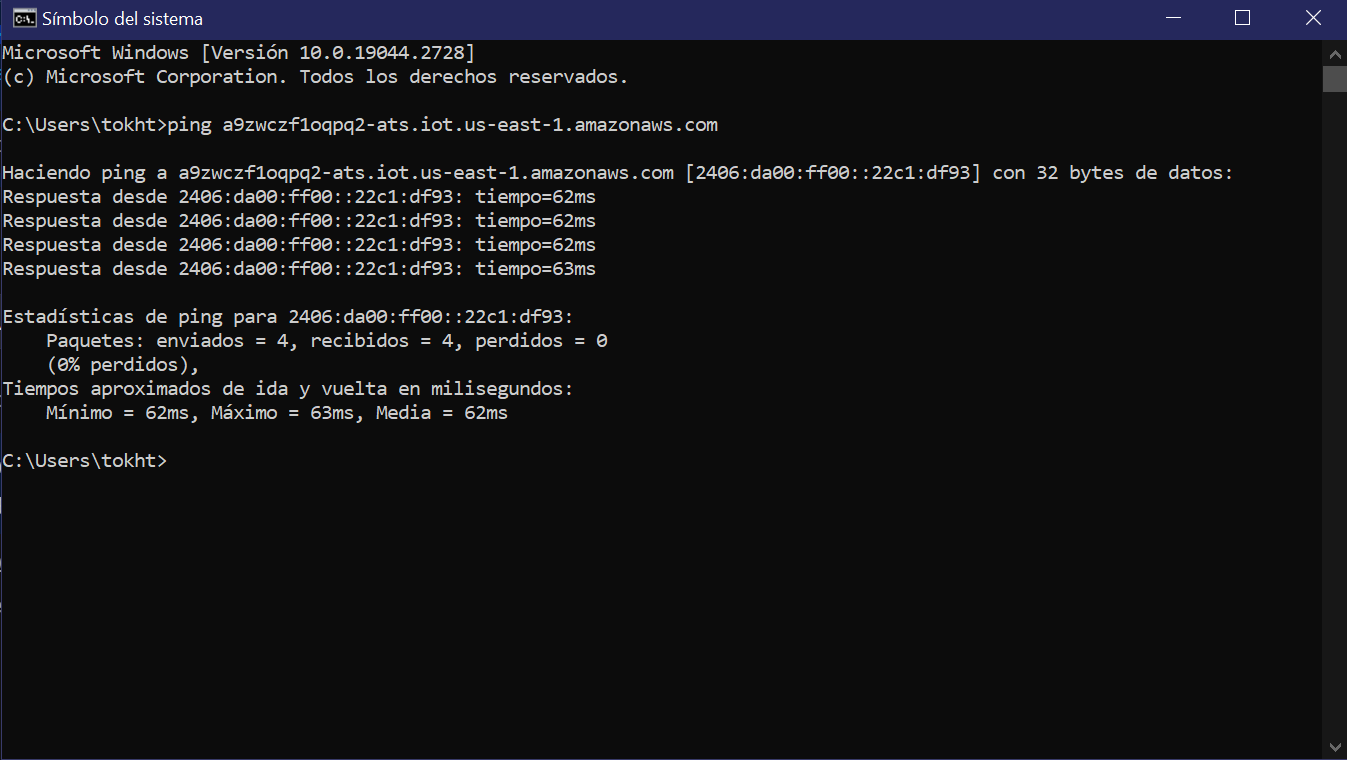 Símbolo del sistema
Microsoft Windows [Versión 10.0.19044.2728]
(c) Microsoft Corporation. Todos los derechos reservados.
C:\Users\tokht>ping a9zwczf1oqpq2-ats.iot.us-east-1.amazonaws.com
Haciendo ping a a9zwczf1oqpq2-ats.iot.us-east-1.amazonaws.com [2406:da00:ff00::22c1:df93] con 32 bytes de datos:
Respuesta desde 2406:da00:ff00::22c1:df93: tiempo=62ms
Respuesta desde 2406:da00:ff00::22c1:df93: tiempo=62ms
Respuesta desde 2406:da00:ff00::22c1:df93: tiempo=62ms
Respuesta desde 2406:da00:ff00::22c1:df93: tiempo=63ms
Estadísticas de ping para 2406:da00:ff00::22c1:df93:
    Paquetes: enviados = 4, recibidos = 4, perdidos = 0
    (0% perdidos),
Tiempos aproximados de ida y vuelta en milisegundos:
    Mínimo = 62ms, Máximo = 63ms, Media = 62ms
C:\Users\tokht>